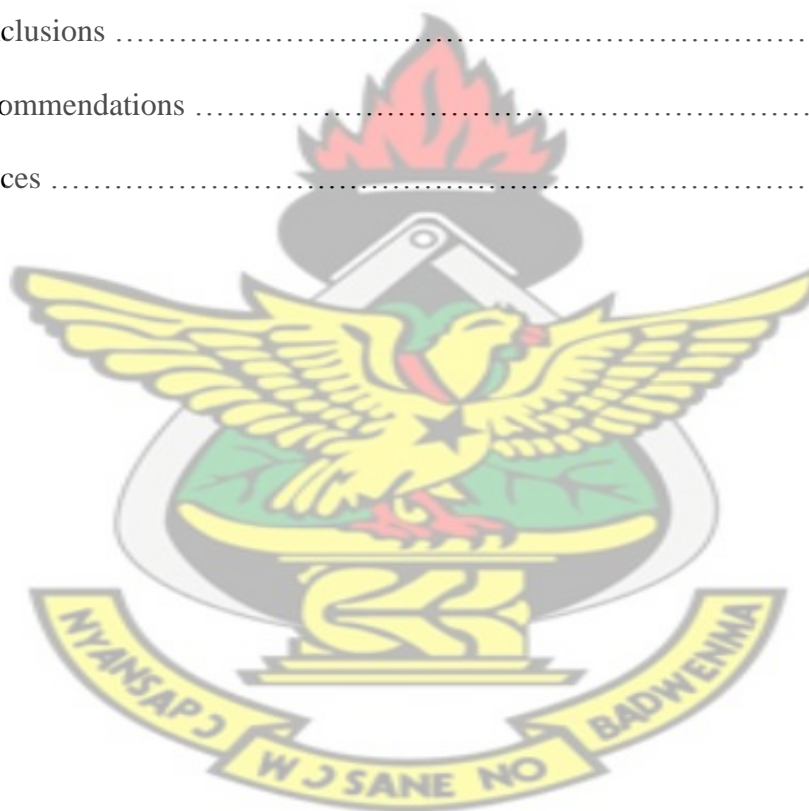 clusions ……………………………………………………………………
ommendations ……………………………………………………………
ces …………………………………………………………………………
NYANSAPƆ WƆSANE NO BADWENMA